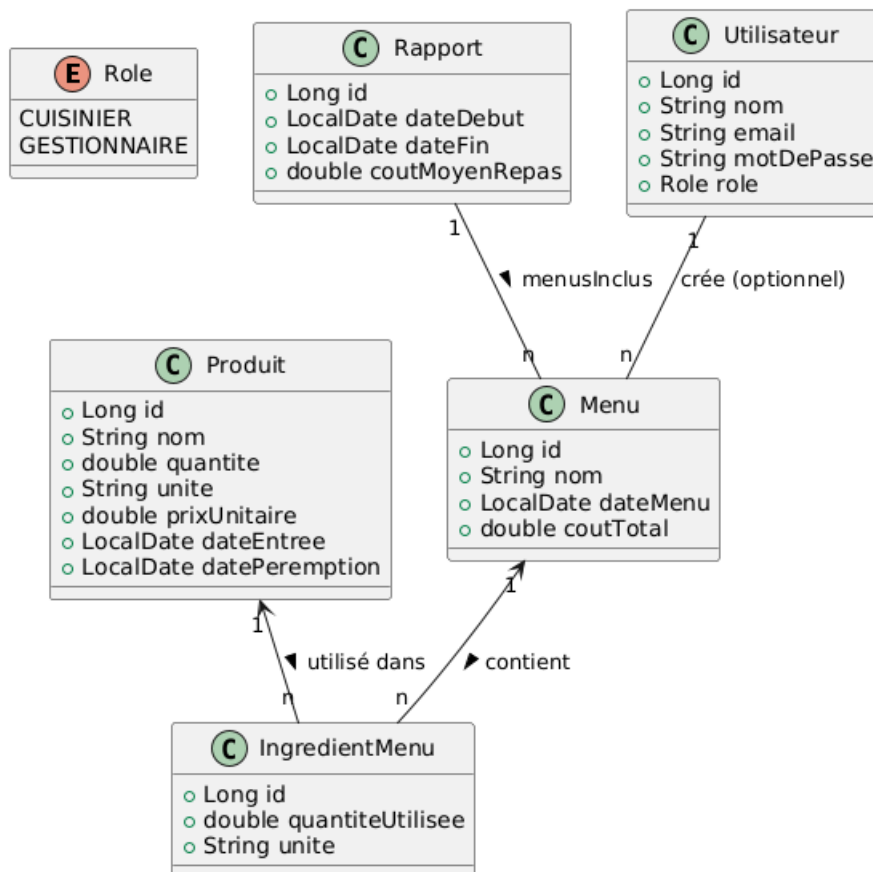 E Role
CUISINIER
GESTIONNAIRE
C Rapport
Long id
LocalDate dateDebut
LocalDate dateFin
double coutMoyenRepas
C Utilisateur
Long id
String nom
String email
String motDePasse
Role role
1
menusInclus
n
1
crée (optionnel)
n
C Produit
Long id
String nom
double quantite
String unite
double prixUnitaire
LocalDate dateEntree
LocalDate datePeremption
C Menu
Long id
String nom
LocalDate dateMenu
double coutTotal
1
utilisé dans
n
1
contient
n
C IngredientMenu
Long id
double quantiteUtilisee
String unite